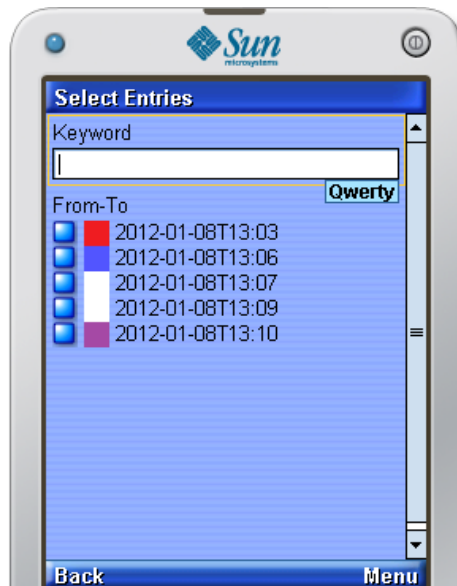 Sun
microsystems
Select Entries
Keyword
Qwerty
From-To
2012-01-08T13:03
2012-01-08T13:06
2012-01-08T13:07
2012-01-08T13:09
2012-01-08T13:10
Back Menu